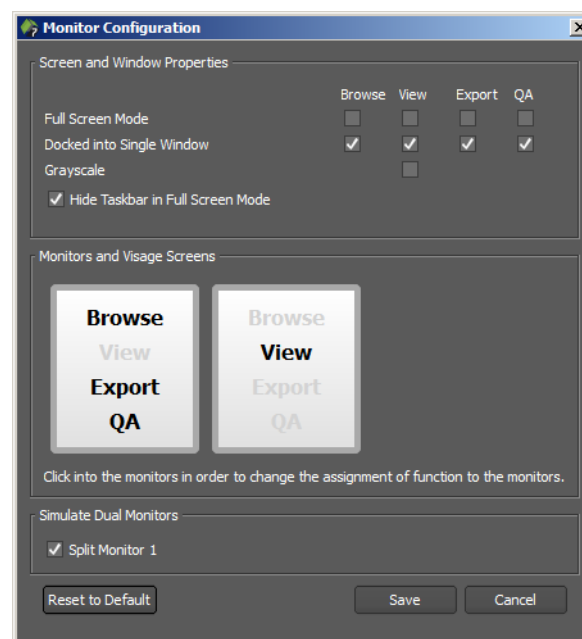 Monitor Configuration
Screen and Window Properties
Browse View Export QA
Full Screen Mode
Docked into Single Window
Grayscale
Hide Taskbar in Full Screen Mode
Monitors and Visage Screens
Browse
View
Export
QA
Browse
View
Export
QA
Click into the monitors in order to change the assignment of function to the monitors.
Simulate Dual Monitors
Split Monitor 1
Reset to Default Save Cancel